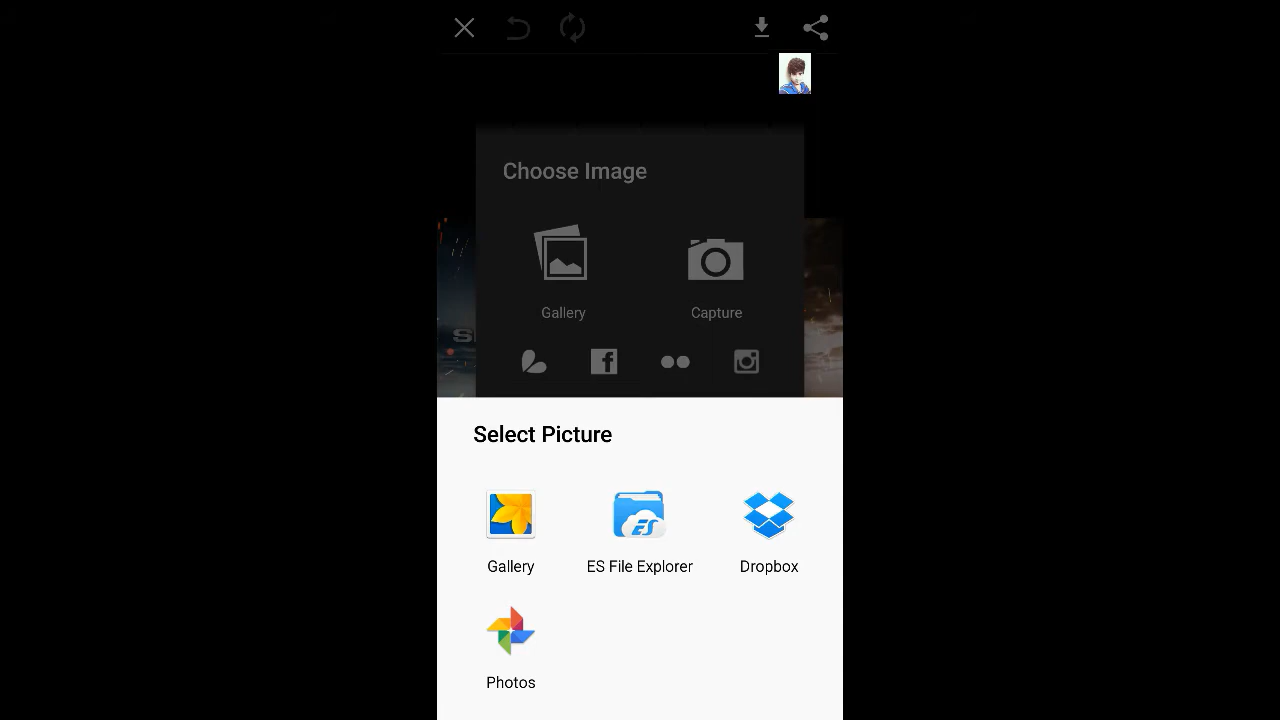 Choose Image
Gallery Capture
Select Picture
Gallery ES File Explorer Dropbox
Photos